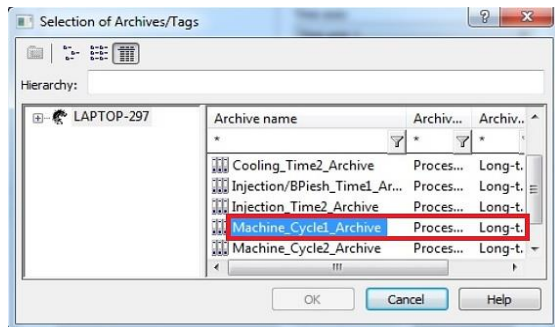 Selection of Archives/Tags
Hierarchy:
LAPTOP-297
Archive name Archiv... Archiv..
* * *
Cooling_Time2_Archive Proces... Long-t.
Injection/BPiesh_Time1_Ar... Proces... Long-t.
Injection_Time2_Archive Proces... Long-t.
Machine_Cycle1_Archive Proces... Long-t.
Machine_Cycle2_Archive Proces... Long-t.
OK Cancel Help